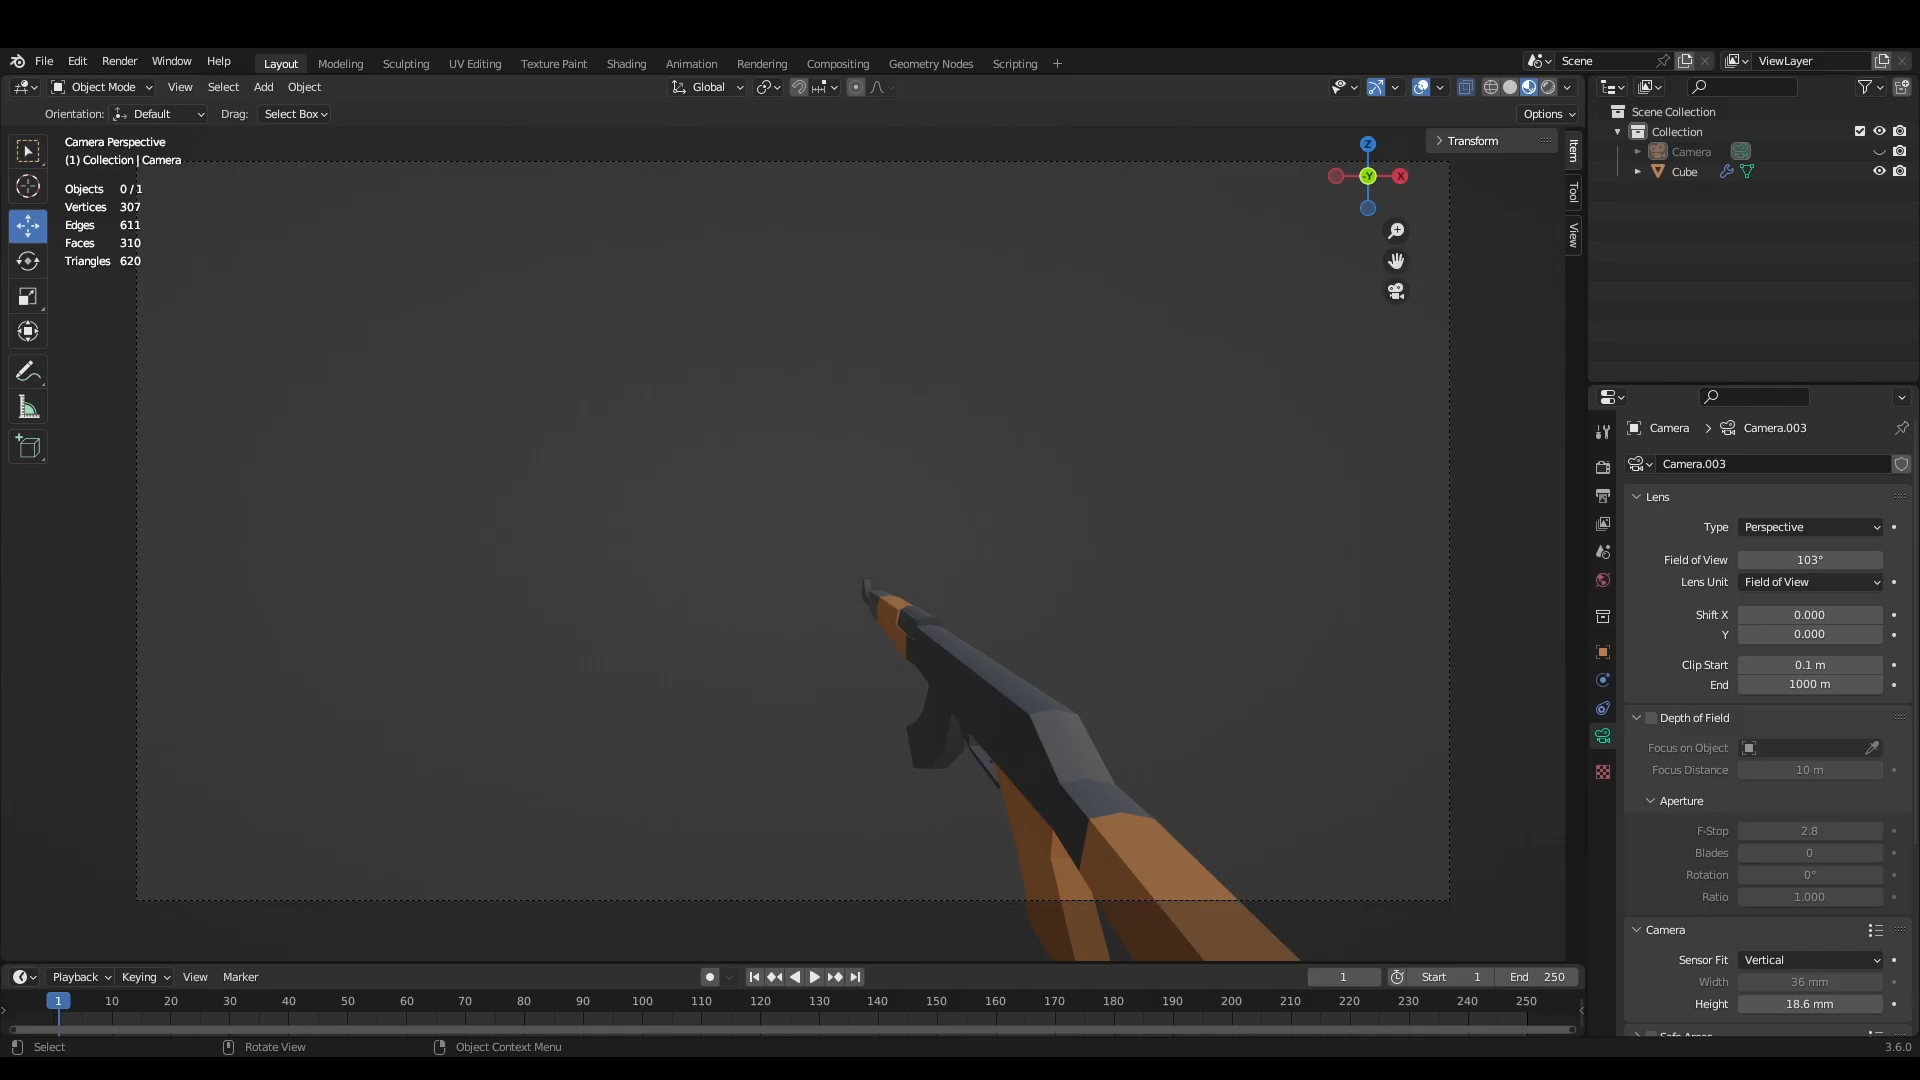 File Edit Render Window Help Layout Modeling Sculpting UV Editing Texture Paint Shading Animation Rendering Compositing Geometry Nodes Scripting + Scene ViewLayer
Object Mode View Select Add Object Global
Orientation: Default Drag: Select Box Options
Camera Perspective
(1) Collection | Camera
Objects 0 / 1
Vertices 307
Edges 611
Faces 310
Triangles 620
Transform
Item
Tool
View
Z
-Y
X
Scene Collection
Collection
Camera
Cube
Camera > Camera.003
Camera.003
Lens
Type Perspective
Field of View 103°
Lens Unit Field of View
Shift X 0.000
Y 0.000
Clip Start 0.1 m
End 1000 m
Depth of Field
Focus on Object
Focus Distance 10 m
Aperture
F-Stop 2.8
Blades 0
Rotation 0°
Ratio 1.000
Camera
Sensor Fit Vertical
Width 36 mm
Height 18.6 mm
Safe Areas
Playback Keying View Marker 1 Start 1 End 250
1 10 20 30 40 50 60 70 80 90 100 110 120 130 140 150 160 170 180 190 200 210 220 230 240 250
Select Rotate View Object Context Menu 3.6.0